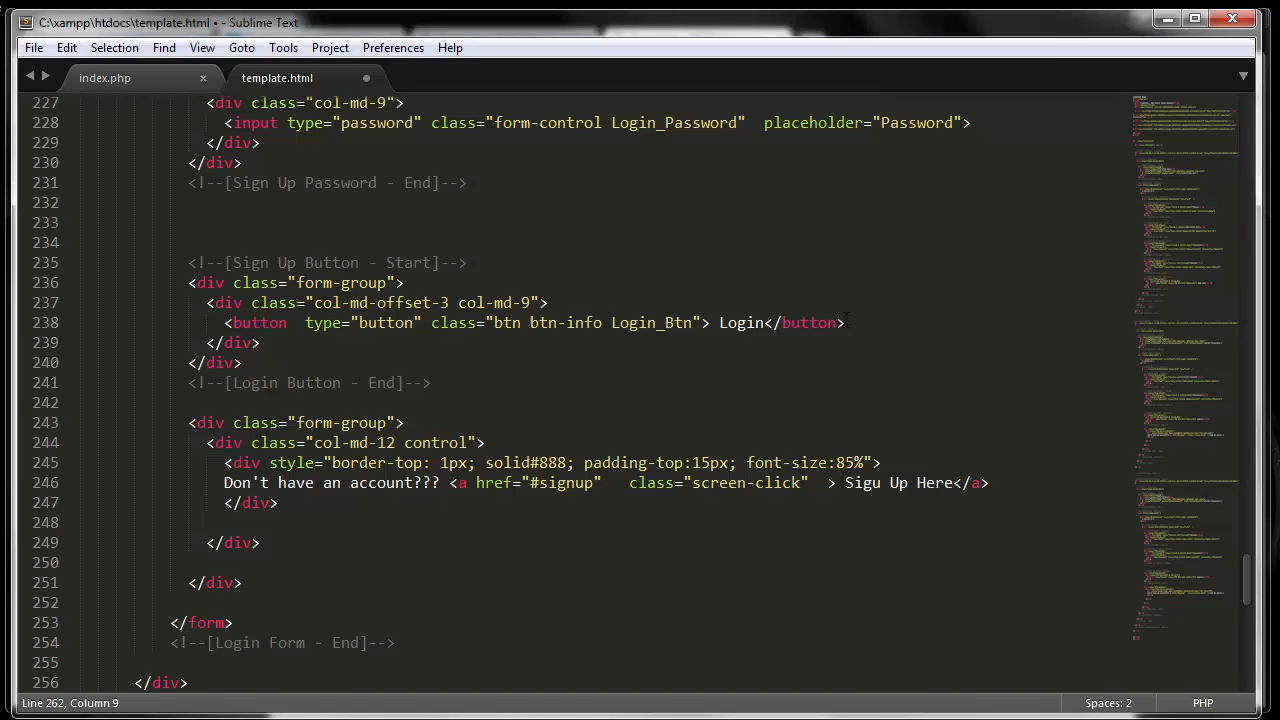 C:\xampp\htdocs\template.html • - Sublime Text
File Edit Selection Find View Goto Tools Project Preferences Help
index.php × template.html
227 <div class="col-md-9">
228 <input type="password" class="form-control Login_Password" placeholder="Password">
229 </div>
230 </div>
231 <!--[Sign Up Password - End]-->
232
233
234
235 <!--[Sign Up Button - Start]-->
236 <div class="form-group">
237 <div class="col-md-offset-3 col-md-9">
238 <button type="button" class="btn btn-info Login_Btn"> Login</button>
239 </div>
240 </div>
241 <!--[Login Button - End]-->
242
243 <div class="form-group">
244 <div class="col-md-12 control">
245 <div style="border-top: 1px; solid#888; padding-top:15px; font-size:85%">
246 Don't have an account??? <a href="#signup" class="screen-click" > Sigu Up Here</a>
247 </div>
248
249 </div>
250
251 </div>
252
253 </form>
254 <!--[Login Form - End]-->
255
256 </div>
Line 262, Column 9 Spaces: 2 PHP